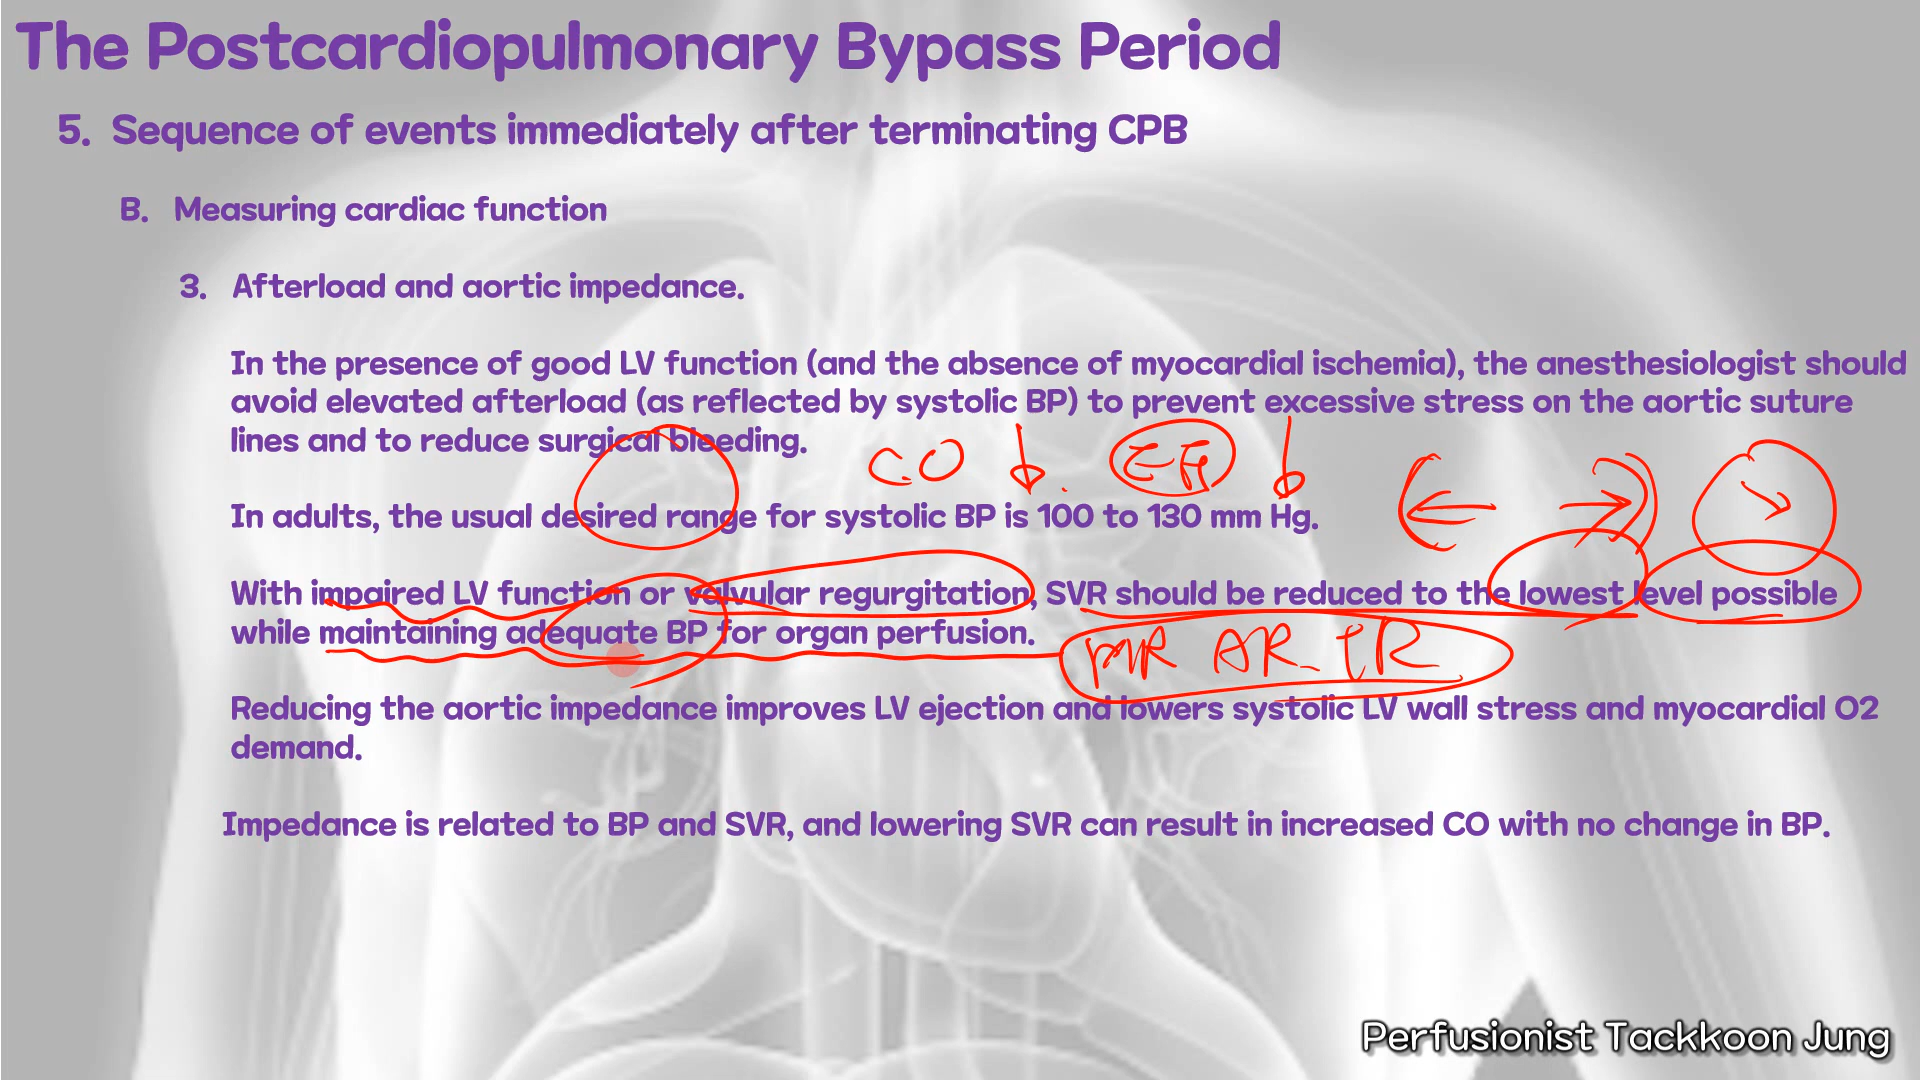 The Postcardiopulmonary Bypass Period
5. Sequence of events immediately after terminating CPB
B. Measuring cardiac function
3. Afterload and aortic impedance.
In the presence of good LV function (and the absence of myocardial ischemia), the anesthesiologist should
avoid elevated afterload (as reflected by systolic BP) to prevent excessive stress on the aortic suture
lines and to reduce surgical bleeding.
CO
In adults, the usual desired range for systolic BP is 100 to 130 mm Hg.
With impaired LV function or valvular regurgitation, SVR should be reduced to the lowest level possible
while maintaining adequate BP for organ perfusion.
MR AR TR
Reducing the aortic impedance improves LV ejection and lowers systolic LV wall stress and myocardial O2
demand.
Impedance is related to BP and SVR, and lowering SVR can result in increased CO with no change in BP.
Perfusionist Tackkoon Jung